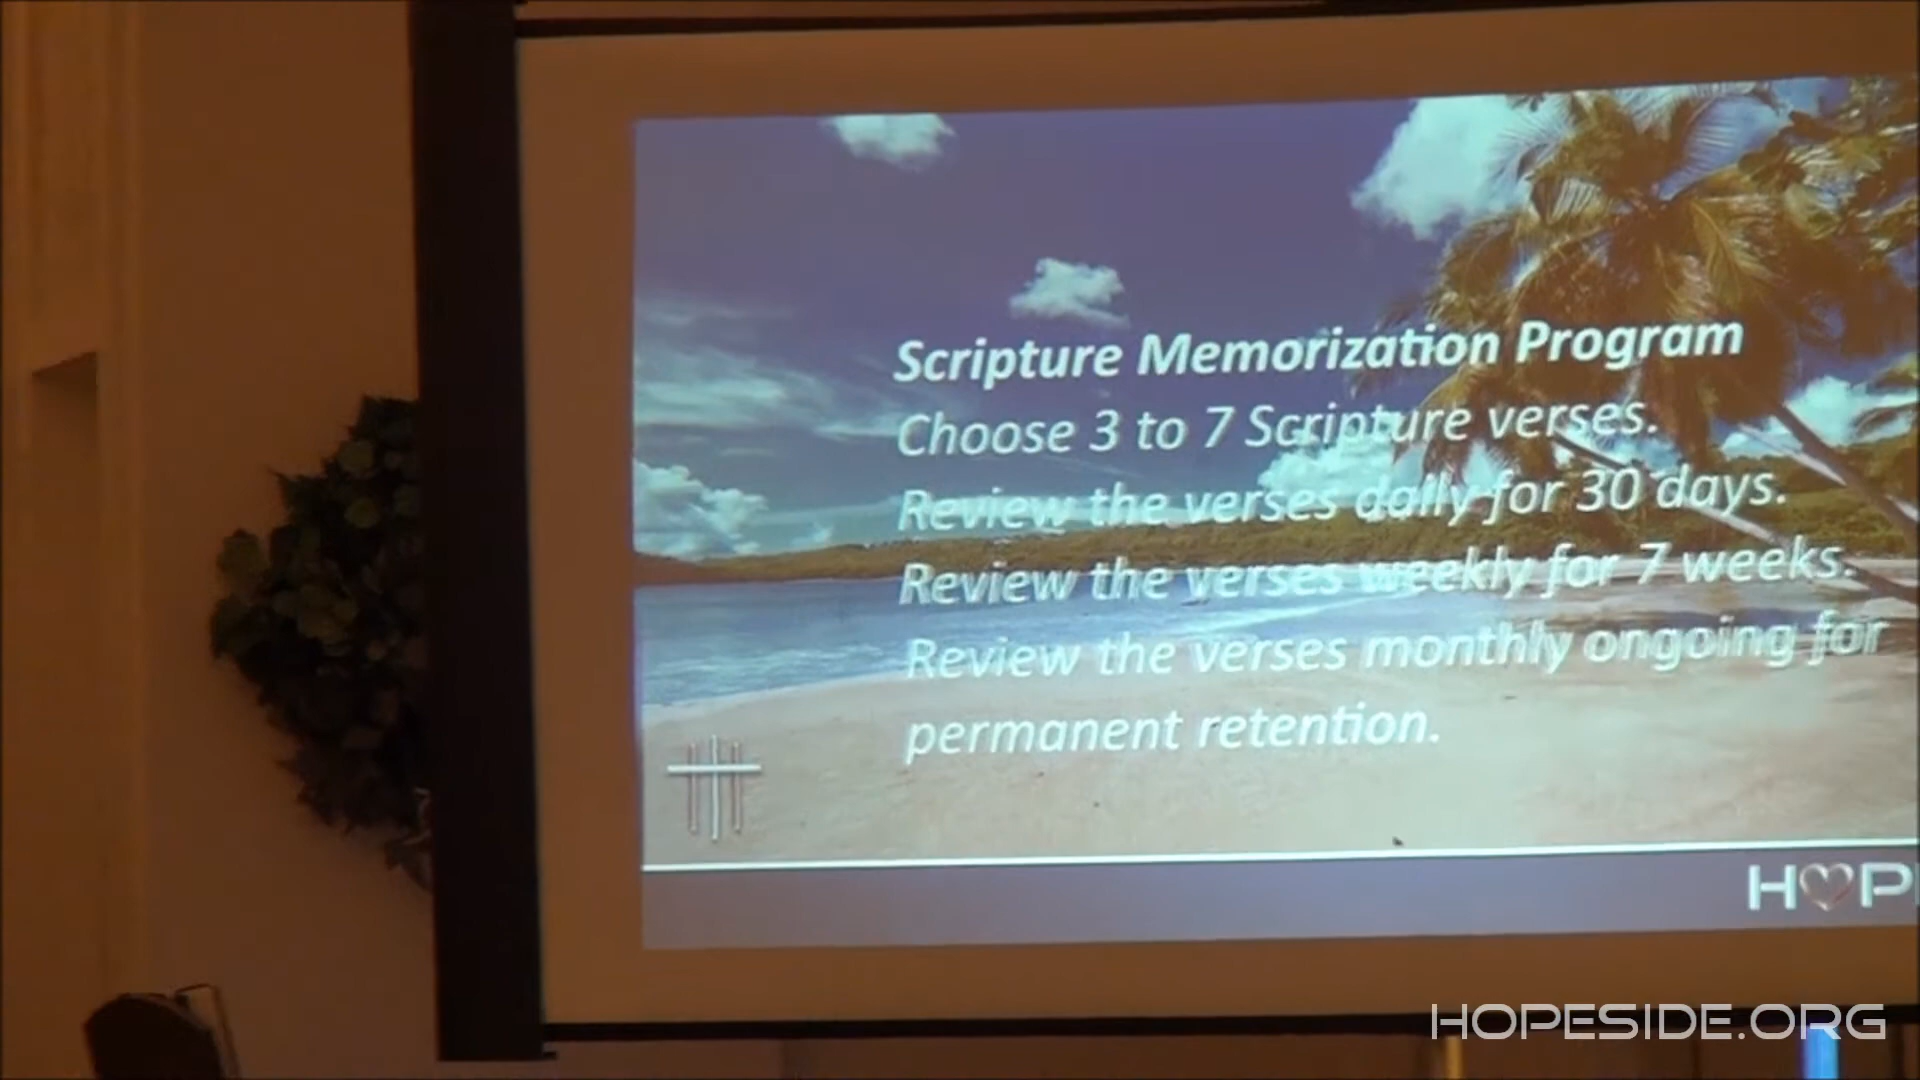 Scripture Memorization Program
Choose 3 to 7 Scripture verses.
Review the verses daily for 30 days.
Review the verses weekly for 7 weeks.
Review the verses monthly ongoing for
permanent retention.
HOPESIDE.ORG